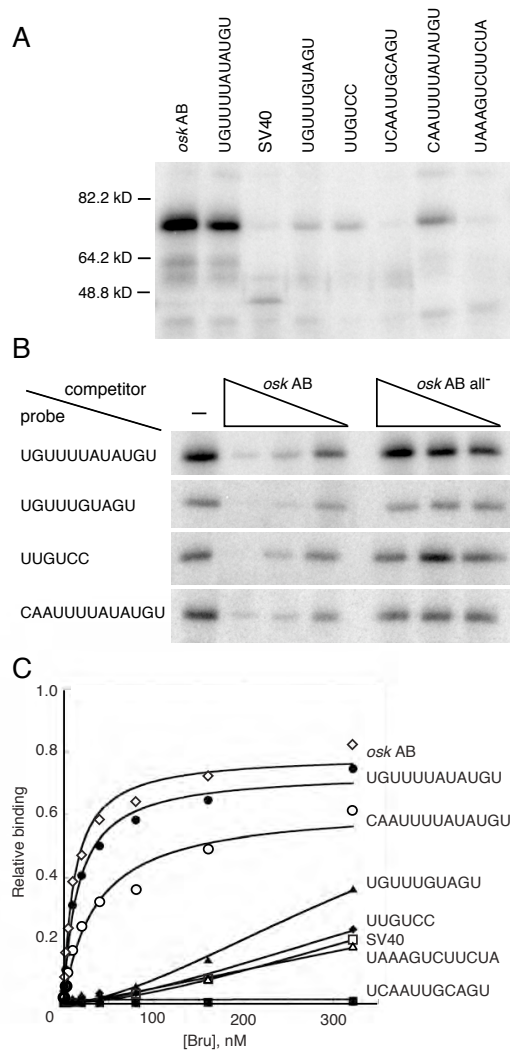 A
osk AB
UGUUUUAUAUGU
SV40
UGUUUGUAGU
UUGUCC
UCAAUUGCAGU
CAAUUUUAUAUGU
UAAAGUCUUCUA
82.2 kD
64.2 kD
48.8 kD
B
competitor
probe
–
osk AB
osk AB all-
UGUUUUAUAUGU
UGUUUGUAGU
UUGUCC
CAAUUUUAUAUGU
C
1.0
0.8
0.6
0.4
0.2
0
100
200
300
Relative binding
[Bru], nM
osk AB
UGUUUUAUAUGU
CAAUUUUAUAUGU
UGUUUGUAGU
UUGUCC
SV40
UAAAGUCUUCUA
UCAAUUGCAGU